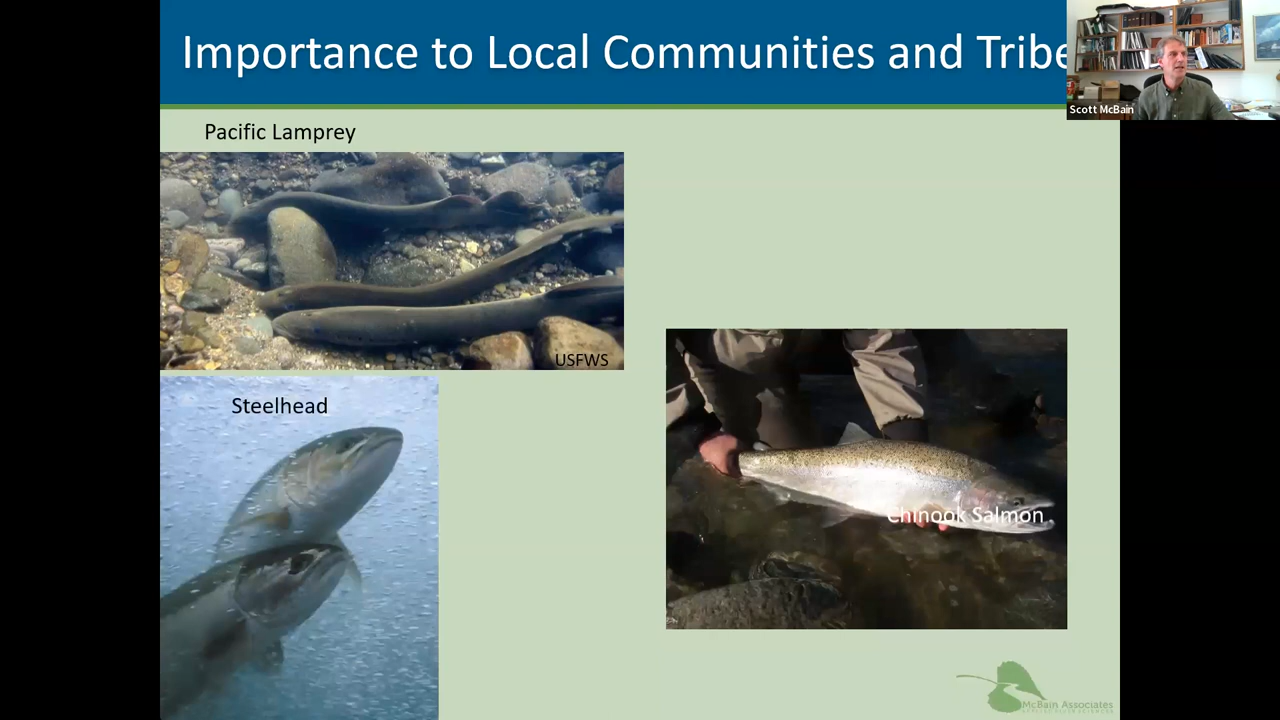 Importance to Local Communities and Tribe
Scott McBain
Pacific Lamprey
USFWS
Steelhead
Chinook Salmon
McBain Associates